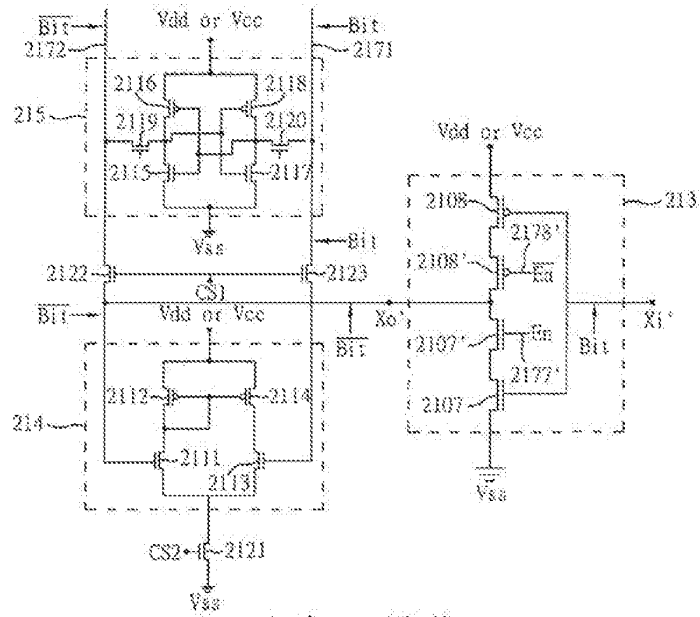 Bit
Vdd or Vcc
Bit
2172
2171
2116
2118
215
2119
2120
2115
2117
Vdd or Vcc
Vss
213
2108
2178'
Bit
2122
2123
2108'
En
CS1
Bit
Vdd or Vcc
Xo'
Bit
2107'
En
Bit
Xi'
2177'
2112
2114
2107
214
2111
2113
Vss
CS2
2121
Vss